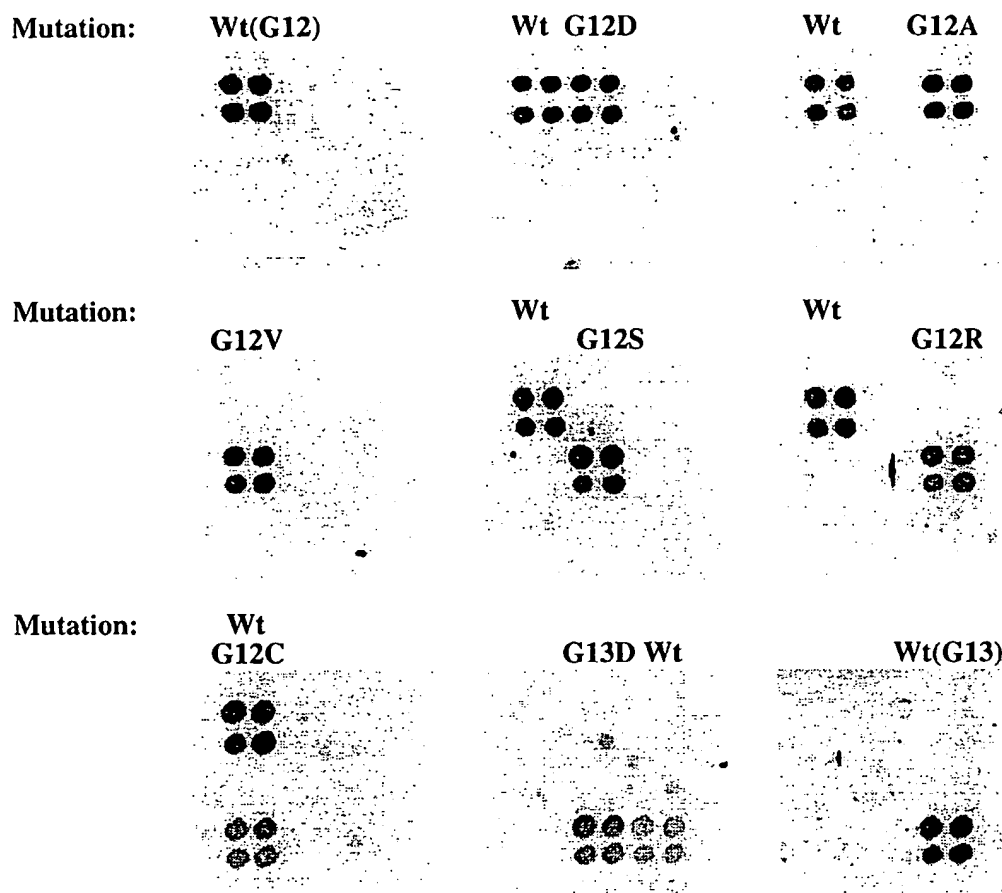 Mutation: Wt(G12) Wt G12D Wt G12A
Mutation: Wt Wt
G12V G12S G12R
Mutation: Wt
G12C G13D Wt Wt(G13)